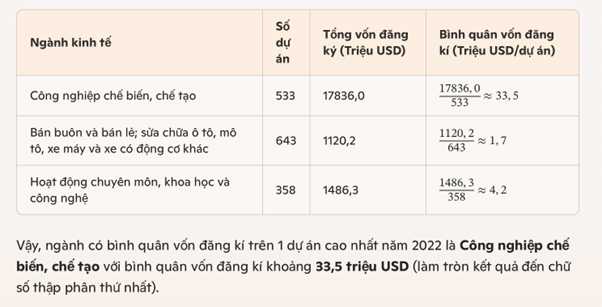 Ngành kinh tế
Số
dự
án
Tổng vốn đăng
ký (Triệu USD)
Bình quân vốn đăng
kí (Triệu USD/dự án)
Công nghiệp chế biến, chế tạo
533
17836,0
17836,0/533 ≈ 33,5
Bán buôn và bán lẻ; sửa chữa ô tô, mô
tô, xe máy và xe có động cơ khác
643
1120,2
1120,2/643 ≈ 1,7
Hoạt động chuyên môn, khoa học và
công nghệ
358
1486,3
1486,3/358 ≈ 4,2
Vậy, ngành có bình quân vốn đăng kí trên 1 dự án cao nhất năm 2022 là Công nghiệp chế
biến, chế tạo với bình quân vốn đăng kí khoảng 33,5 triệu USD (làm tròn kết quả đến chữ
số thập phân thứ nhất).